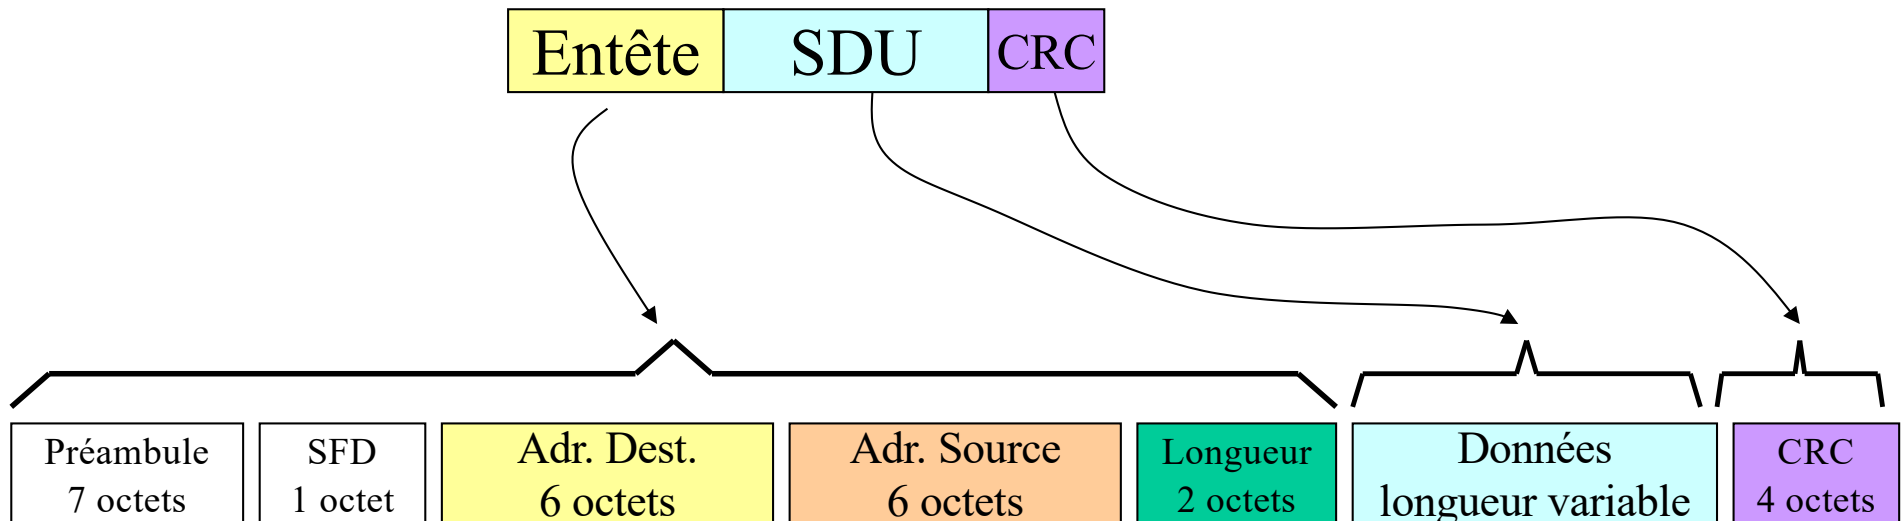 Entête SDU CRC
Préambule SFD Adr. Dest. Adr. Source Longueur Données CRC
7 octets 1 octet 6 octets 6 octets 2 octets longueur variable 4 octets